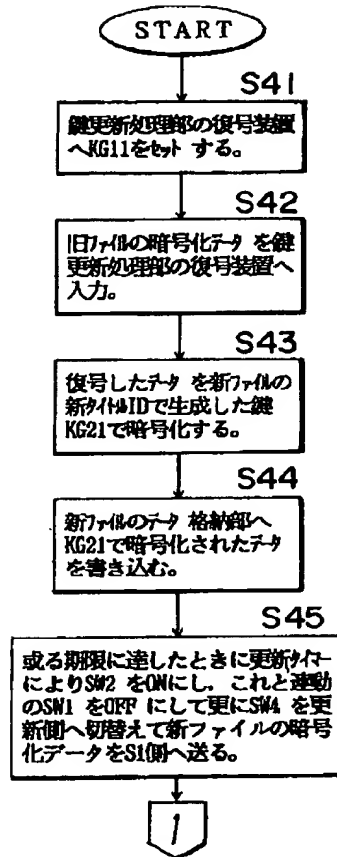 START
S41
鍵更新処理部の復号装置
へKG11をセット する。
S42
旧ファイルの暗号化データ を鍵
更新処理部の復号装置へ
入力。
S43
復号したデータ を新ファイルの
新タイトルIDで生成した鍵
KG21で暗号化する。
S44
新ファイルのデータ 格納部へ
KG21で暗号化されたデータ
を書き込む。
S45
或る期限に達したときに更新タイマー
によりSW2 をONにし、これと連動
のSW1 をOFF にして更にSW4 を更
新側へ切替えて新ファイルの暗号
化データをS1側へ送る。
1